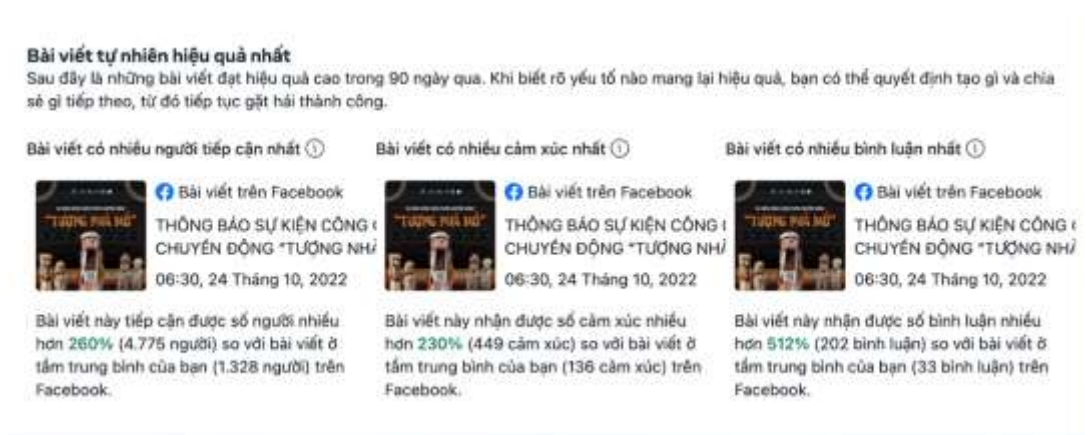 Bài viết tự nhiên hiệu quả nhất
Sau đây là những bài viết đạt hiệu quả cao trong 90 ngày qua. Khi biết rõ yếu tố nào mang lại hiệu quả, bạn có thể quyết định tạo gì và chia
sẻ gì tiếp theo, từ đó tiếp tục gặt hái thành công.
Bài viết có nhiều người tiếp cận nhất
Bài viết trên Facebook
THÔNG BÁO SỰ KIỆN CÔNG
CHUYỂN ĐỘNG "TƯỢNG NHÀ
06:30, 24 Tháng 10, 2022
Bài viết này tiếp cận được số người nhiều
hơn 260% (4.775 người) so với bài viết ở
tầm trung bình của bạn (1.328 người) trên
Facebook.
Bài viết có nhiều cảm xúc nhất
Bài viết trên Facebook
THÔNG BÁO SỰ KIỆN CÔNG
CHUYỂN ĐỘNG "TƯỢNG NHÀ
06:30, 24 Tháng 10, 2022
Bài viết này nhận được số cảm xúc nhiều
hơn 230% (449 cảm xúc) so với bài viết ở
tầm trung bình của bạn (136 cảm xúc) trên
Facebook.
Bài viết có nhiều bình luận nhất
Bài viết trên Facebook
THÔNG BÁO SỰ KIỆN CÔNG
CHUYỂN ĐỘNG "TƯỢNG NHÀ
06:30, 24 Tháng 10, 2022
Bài viết này nhận được số bình luận nhiều
hơn 512% (202 bình luận) so với bài viết ở
tầm trung bình của bạn (33 bình luận) trên
Facebook.